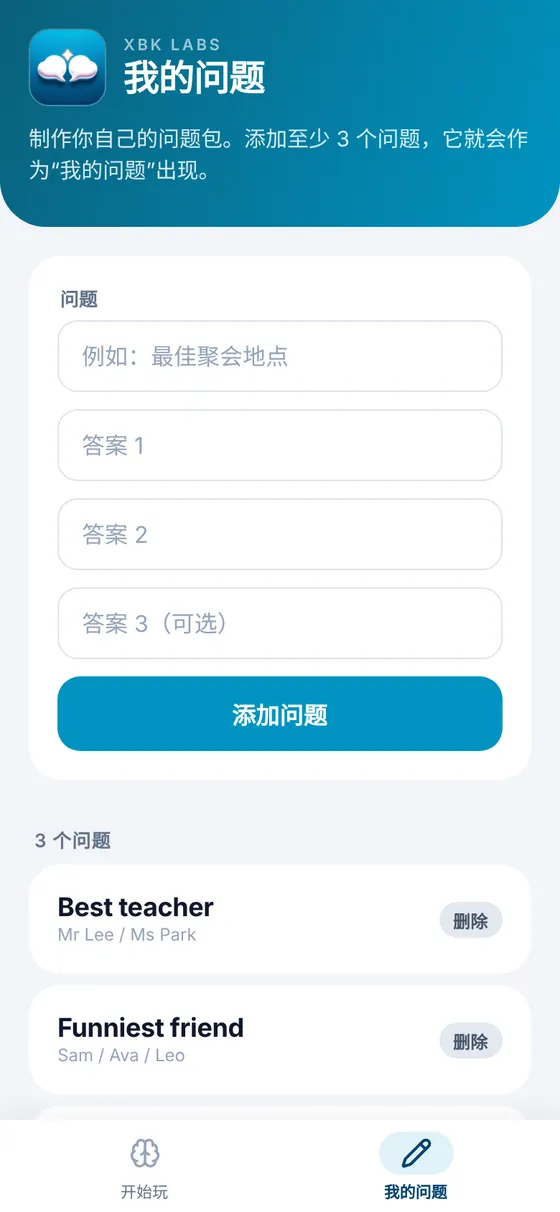 XBK LABS
我的问题
制作你自己的问题包。添加至少 3 个问题，它就会作
为“我的问题”出现。
问题
例如：最佳聚会地点
答案 1
答案 2
答案 3（可选）
添加问题
3 个问题
Best teacher
Mr Lee / Ms Park
删除
Funniest friend
Sam / Ava / Leo
删除
开始玩
我的问题